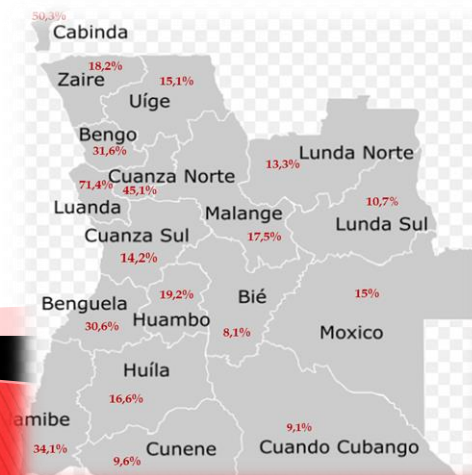 50,3%
Cabinda
18,2%
Zaire
15,1%
Uíge
Bengo
31,6%
13,3%
Lunda Norte
71,4%
45,1%
Cuanza Norte
Luanda
10,7%
Malange
Lunda Sul
Cuanza Sul
17,5%
14,2%
19,2%
Bié
15%
Benguela
30,6%
Huambo
8,1%
Moxico
Huíla
16,6%
amibe
34,1%
9,6%
Cunene
9,1%
Cuando Cubango